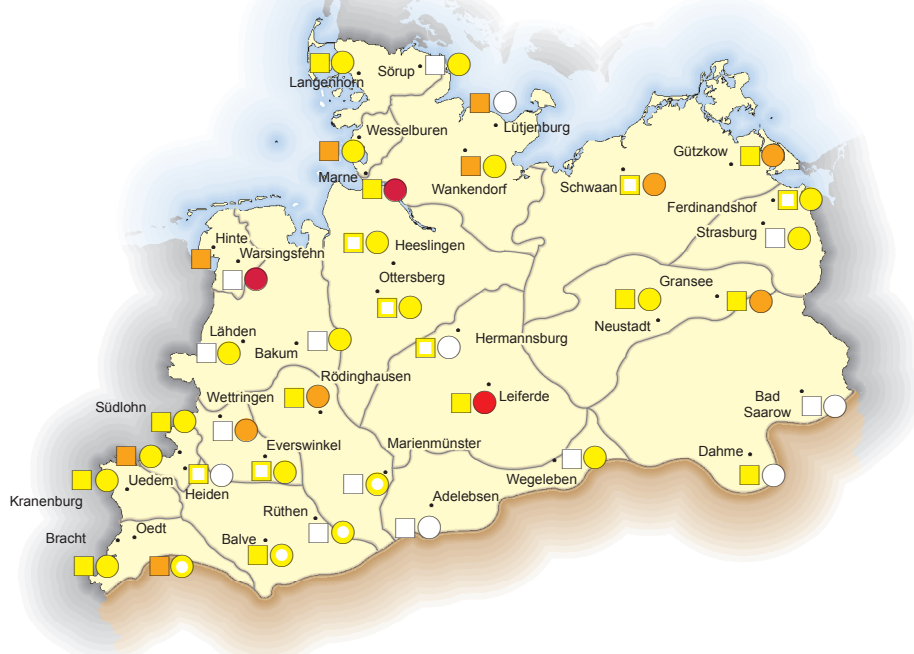 Langenhorn
Sörup
Lütjenburg
Wesselburen
Marne
Wankendorf
Gützkow
Schwaan
Ferdinandshof
Strasburg
Hinte
Warsingsfehn
Heeslingen
Ottersberg
Gransee
Neustadt
Lähden
Bakum
Hermannsburg
Rödinghausen
Wettringen
Leiferde
Bad
Saarow
Südlohn
Everswinkel
Marienmünster
Dahme
Wegeleben
Uedem
Heiden
Kranenburg
Adelebsen
Rüthen
Oedt
Bracht
Balve